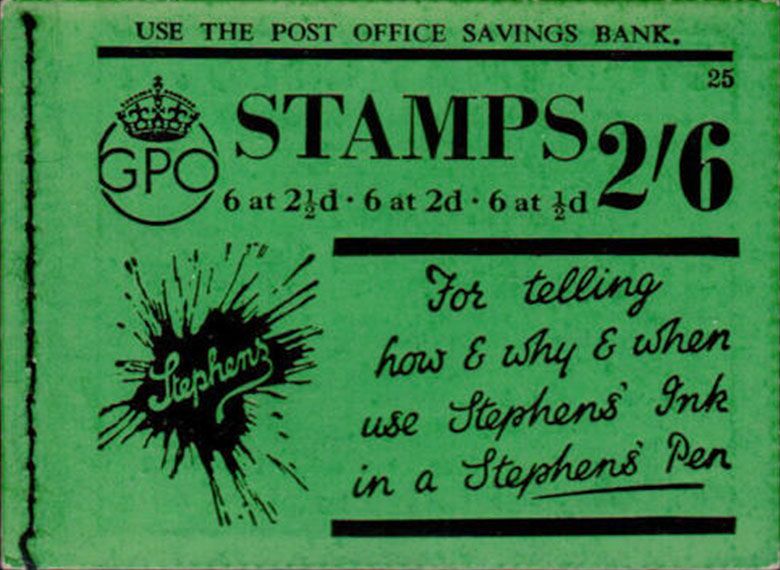 USE THE POST OFFICE SAVINGS BANK.
25
GPO
STAMPS 2/6
6 at 2½d · 6 at 2d · 6 at ½d
Stephens
For telling
how & why & when
use Stephens' Ink
in a Stephens' Pen